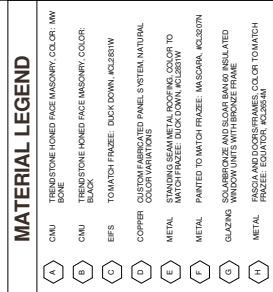 MATERIAL LEGEND
A CMU TRENDSTONE HONED FACE MASONRY, COLOR: MW
BONE
B CMU TRENDSTONE HONED FACE MASONRY, COLOR:
BLACK
C EIFS TO MATCH FRAZEE: DUCK DOWN, #CL2831W
D COPPER CUSTOM FABRICATED PANEL SYSTEM, NATURAL
COLOR VARIATIONS
E METAL STANDING SEAM METAL ROOFING, COLOR TO
MATCH FRAZEE: DUCK DOWN, #CL2831W
F METAL PAINTED TO MATCH FRAZEE: MASCARA, #CL3207N
G GLAZING SOLARBRONZE AND SLOAR BAN 60 INSULATED
WINDOW UNITS WITH BRONZE FRAME
H METAL FASCIA AND DOORS/FRAMES, COLOR TO MATCH
FRAZEE: EQUATOR, #CL2654M